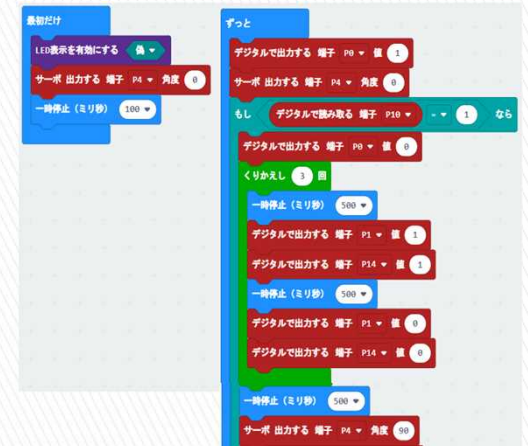 最初だけ
LED表示を有効にする 偽
サーボ 出力する 端子 P4 角度 0
一時停止（ミリ秒） 100
ずっと
デジタルで出力する 端子 P0 値 1
サーボ 出力する 端子 P4 角度 0
もし デジタルで読み取る 端子 P10 = 1 なら
デジタルで出力する 端子 P0 値 0
くりかえし 3 回
一時停止（ミリ秒） 500
デジタルで出力する 端子 P1 値 1
デジタルで出力する 端子 P14 値 1
一時停止（ミリ秒） 500
デジタルで出力する 端子 P1 値 0
デジタルで出力する 端子 P14 値 0
一時停止（ミリ秒） 500
サーボ 出力する 端子 P4 角度 90